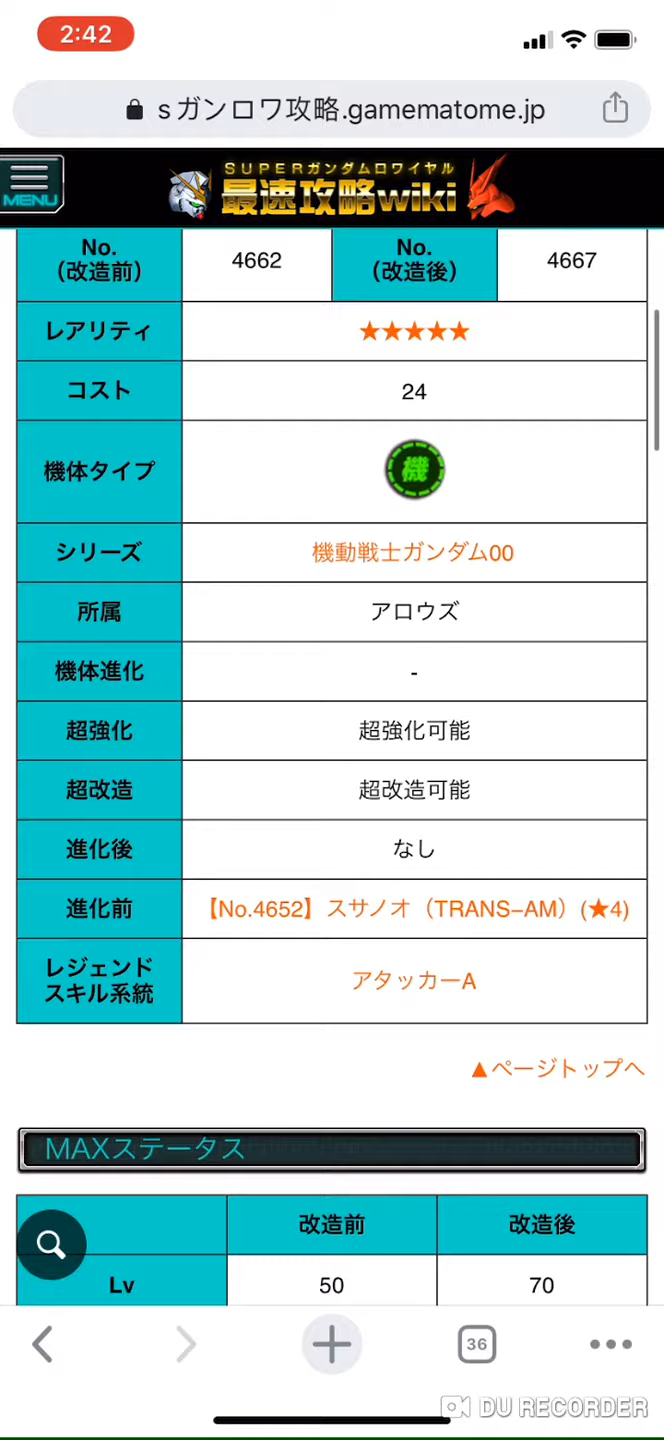 2:42
sガンロワ攻略.gamematome.jp
MENU
SUPERガンダムロワイヤル
最速攻略wiki
No.
（改造前）
4662
No.
（改造後）
4667
レアリティ
★★★★★
コスト
24
機体タイプ
機
シリーズ
機動戦士ガンダム00
所属
アロウズ
機体進化
-
超強化
超強化可能
超改造
超改造可能
進化後
なし
進化前
【No.4652】スサノオ（TRANS−AM）(★4)
レジェンド
スキル系統
アタッカーA
▲ページトップへ
MAXステータス
改造前
改造後
Lv
50
70
36
DU RECORDER